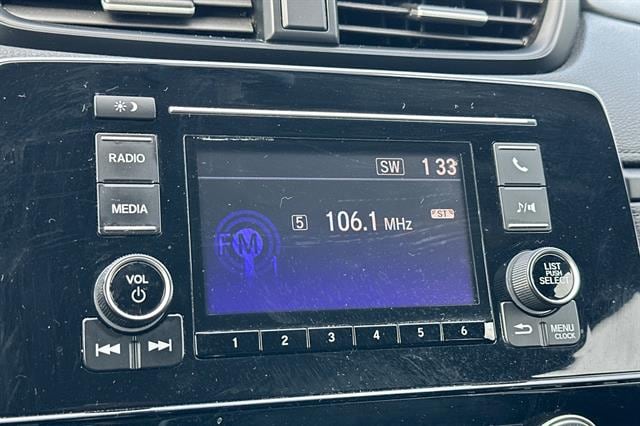 RADIO
MEDIA
VOL
SW 1 33
5 106.1 MHz
ST
FM
1
1 2 3 4 5 6
LIST
PUSH
SELECT
MENU
CLOCK